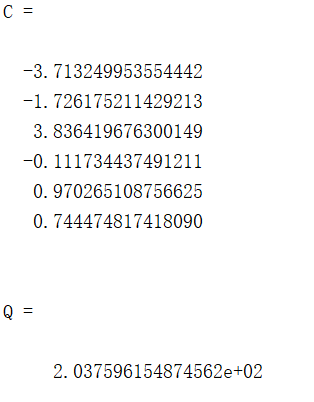 C =
-3.713249953554442
-1.726175211429213
3.836419676300149
-0.111734437491211
0.970265108756625
0.744474817418090
Q =
2.037596154874562e+02